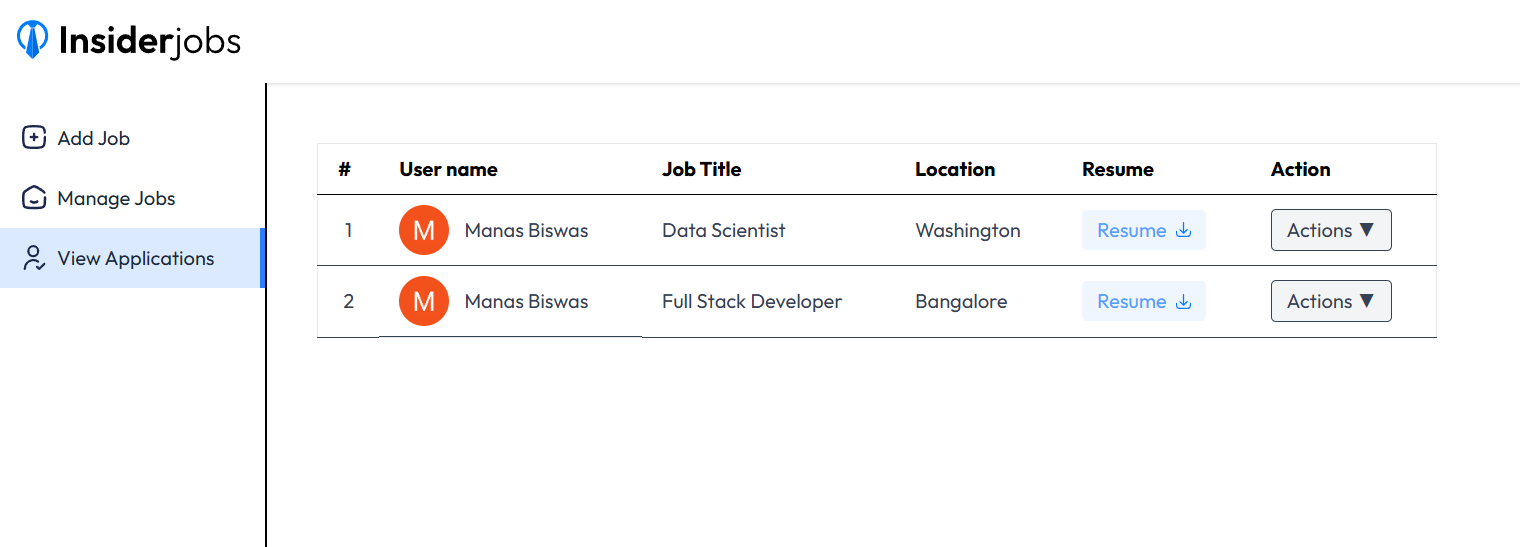 Insiderjobs
Add Job
Manage Jobs
View Applications
# User name Job Title Location Resume Action
1 M Manas Biswas Data Scientist Washington Resume Actions ▼
2 M Manas Biswas Full Stack Developer Bangalore Resume Actions ▼